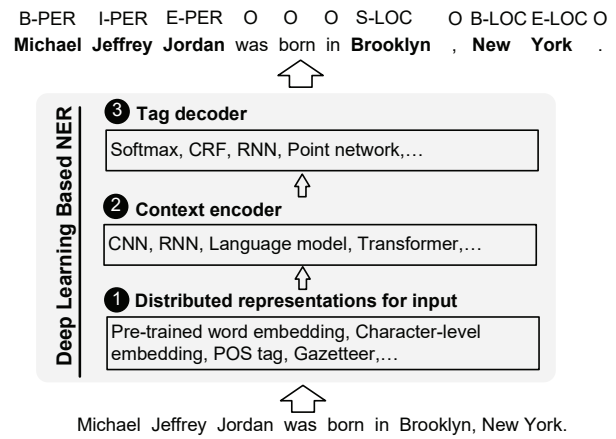 B-PER I-PER E-PER O O O S-LOC O B-LOC E-LOC O
Michael Jeffrey Jordan was born in Brooklyn , New York .
Deep Learning Based NER
3 Tag decoder
Softmax, CRF, RNN, Point network,…
2 Context encoder
CNN, RNN, Language model, Transformer,…
1 Distributed representations for input
Pre-trained word embedding, Character-level
embedding, POS tag, Gazetteer,…
Michael Jeffrey Jordan was born in Brooklyn, New York.